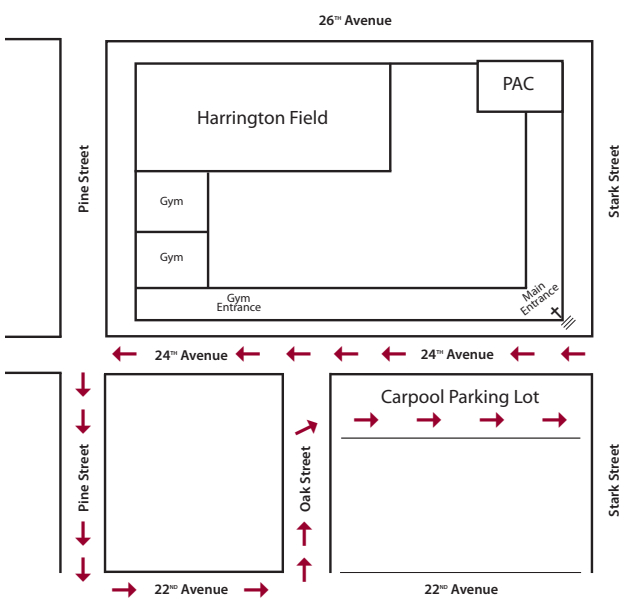 26TH Avenue
PAC
Harrington Field
Pine Street
Stark Street
Gym
Gym
Gym
Entrance
Main
Entrance
24TH Avenue
24TH Avenue
Carpool Parking Lot
Pine Street
Oak Street
Stark Street
22ND Avenue
22ND Avenue